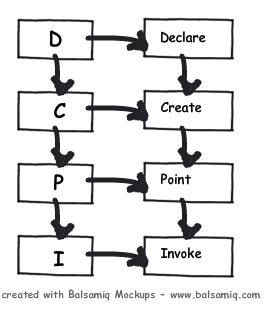 D Declare
C Create
P Point
I Invoke
created with Balsamiq Mockups - www.balsamiq.com